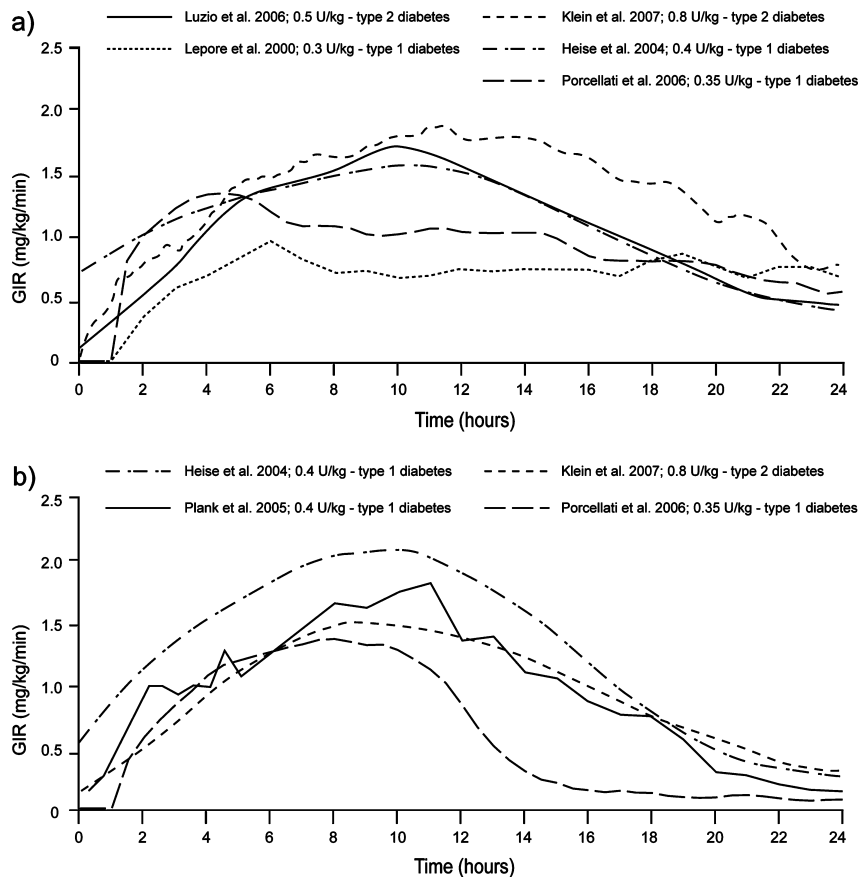 a)
Luzio et al. 2006; 0.5 U/kg - type 2 diabetes
Klein et al. 2007; 0.8 U/kg - type 2 diabetes
Lepore et al. 2000; 0.3 U/kg - type 1 diabetes
Heise et al. 2004; 0.4 U/kg - type 1 diabetes
Porcellati et al. 2006; 0.35 U/kg - type 1 diabetes
2.5
2.0
1.5
1.0
0.5
0
GIR (mg/kg/min)
0 2 4 6 8 10 12 14 16 18 20 22 24
Time (hours)
b)
Heise et al. 2004; 0.4 U/kg - type 1 diabetes
Klein et al. 2007; 0.8 U/kg - type 2 diabetes
Plank et al. 2005; 0.4 U/kg - type 1 diabetes
Porcellati et al. 2006; 0.35 U/kg - type 1 diabetes
2.5
2.0
1.5
1.0
0.5
0
GIR (mg/kg/min)
0 2 4 6 8 10 12 14 16 18 20 22 24
Time (hours)